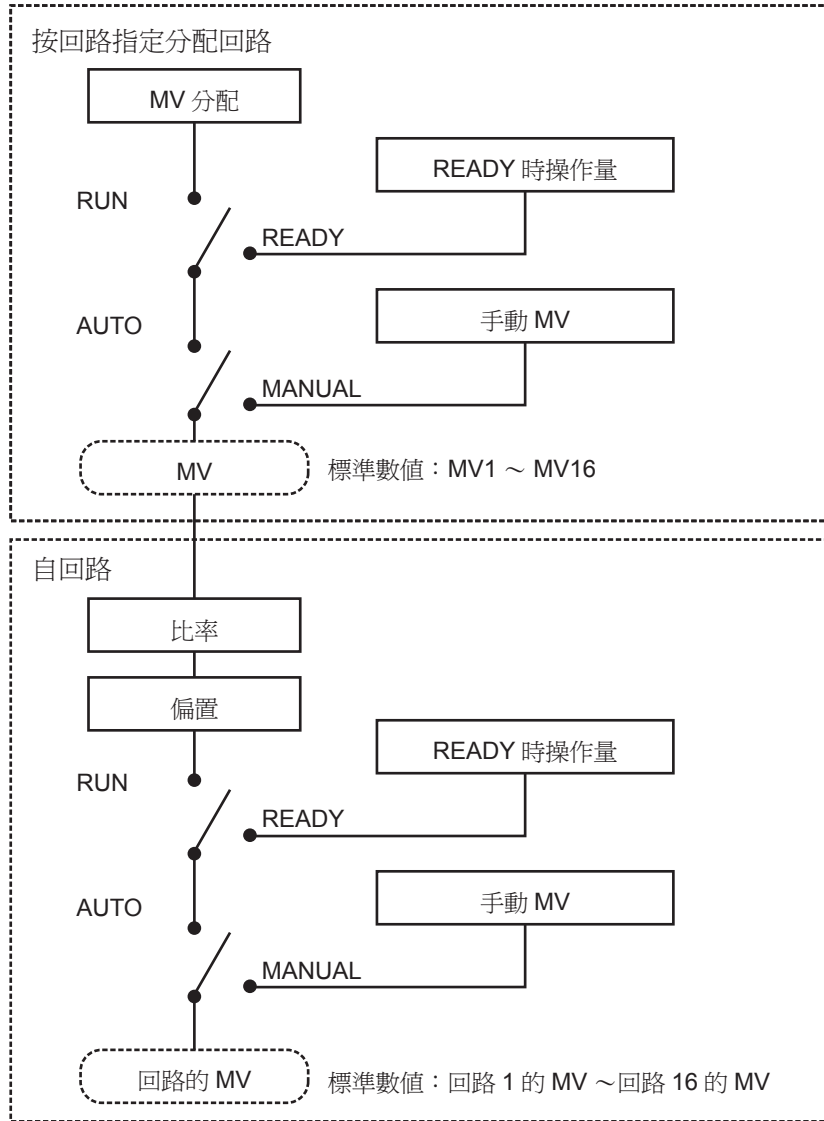 按回路指定分配回路
MV 分配
READY 時操作量
RUN
READY
手動 MV
AUTO
MANUAL
MV
標準數值：MV1 ～ MV16
自回路
比率
偏置
READY 時操作量
RUN
READY
手動 MV
AUTO
MANUAL
回路的 MV
標準數值：回路 1 的 MV ～回路 16 的 MV